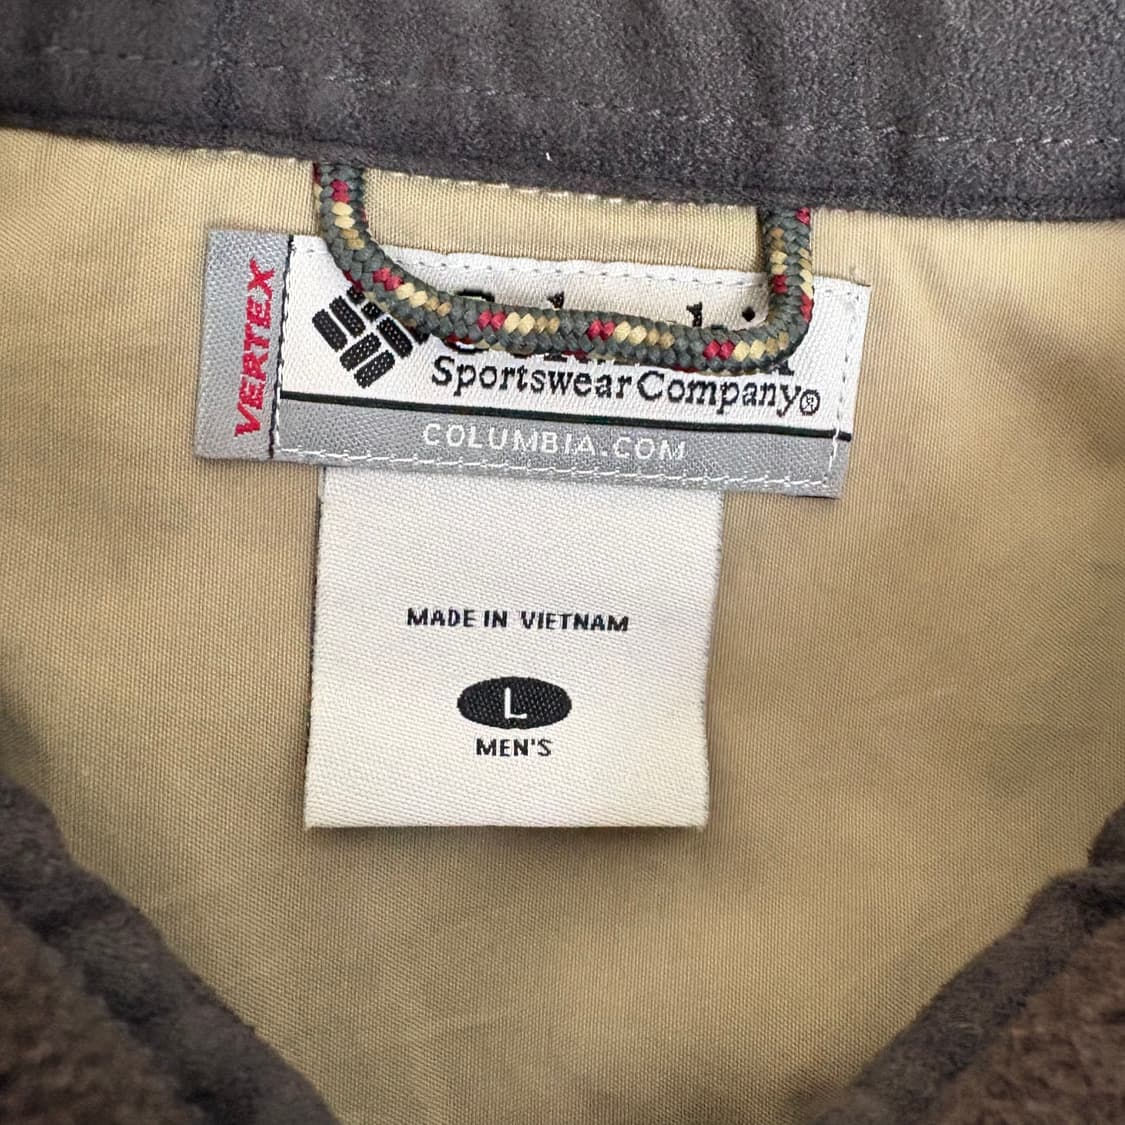 VERTEX
Sportswear Company®
COLUMBIA.COM
MADE IN VIETNAM
L
MEN'S